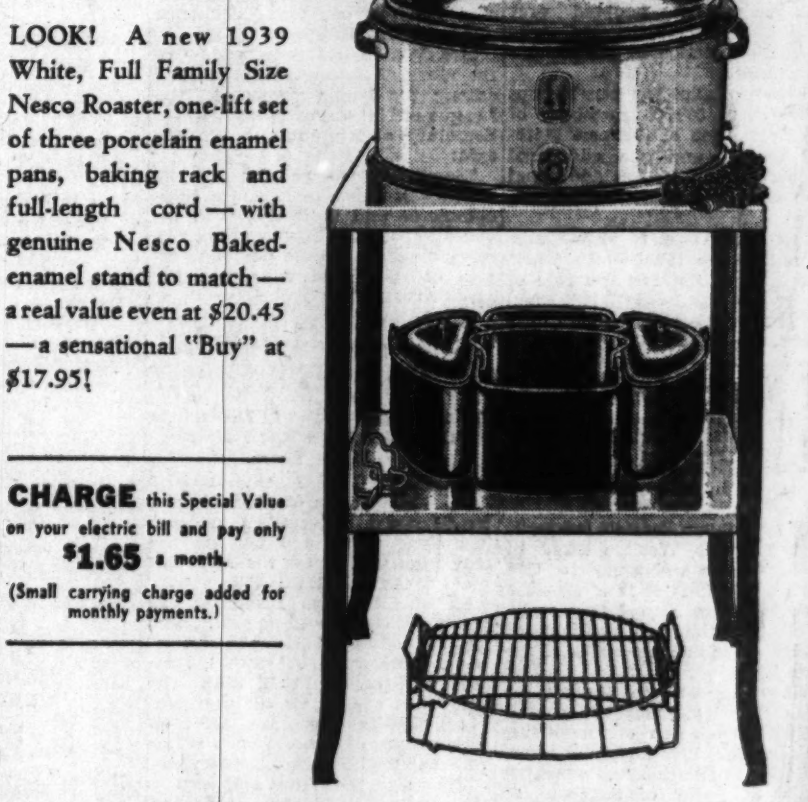 LOOK! A new 1939
White, Full Family Size
Nesco Roaster, one-lift set
of three porcelain enamel
pans, baking rack and
full-length cord — with
genuine Nesco Baked-
enamel stand to match —
a real value even at $20.45
— a sensational "Buy" at
$17.95!
CHARGE this Special Value
on your electric bill and pay only
$1.65 a month.
(Small carrying charge added for
monthly payments.)